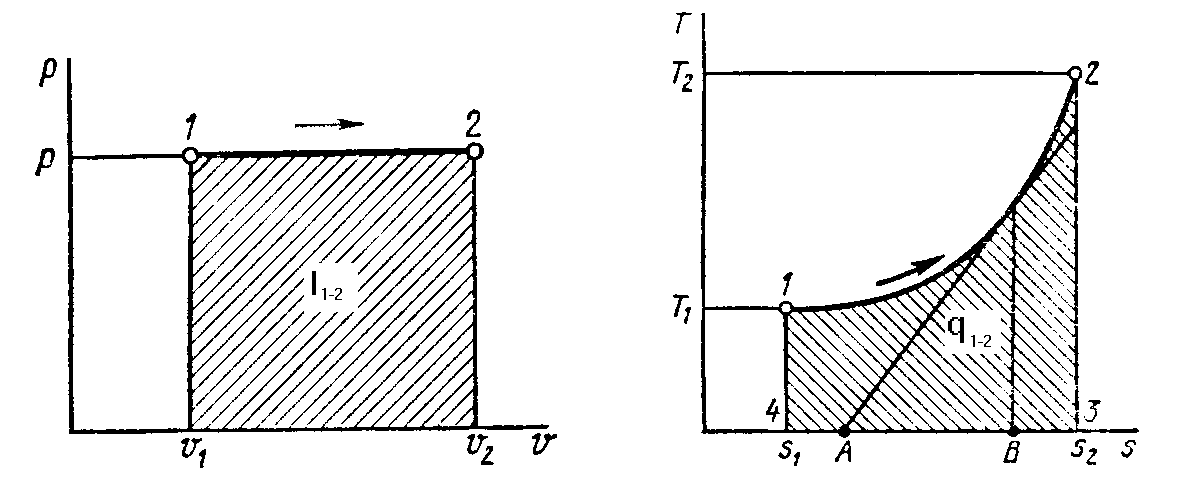 p
p
1
2
l₁₋₂
v₁
v₂
v
T
T₂
2
T₁
1
q₁₋₂
4
3
s₁
A
B
s₂
s